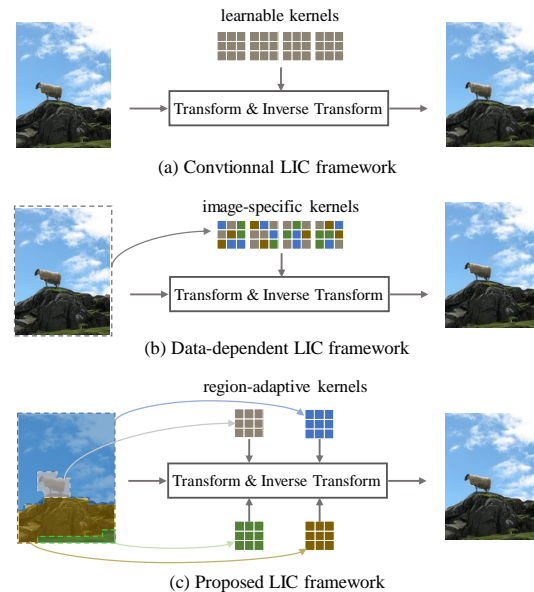 learnable kernels
Transform & Inverse Transform
(a) Convtionnal LIC framework
image-specific kernels
Transform & Inverse Transform
(b) Data-dependent LIC framework
region-adaptive kernels
Transform & Inverse Transform
(c) Proposed LIC framework